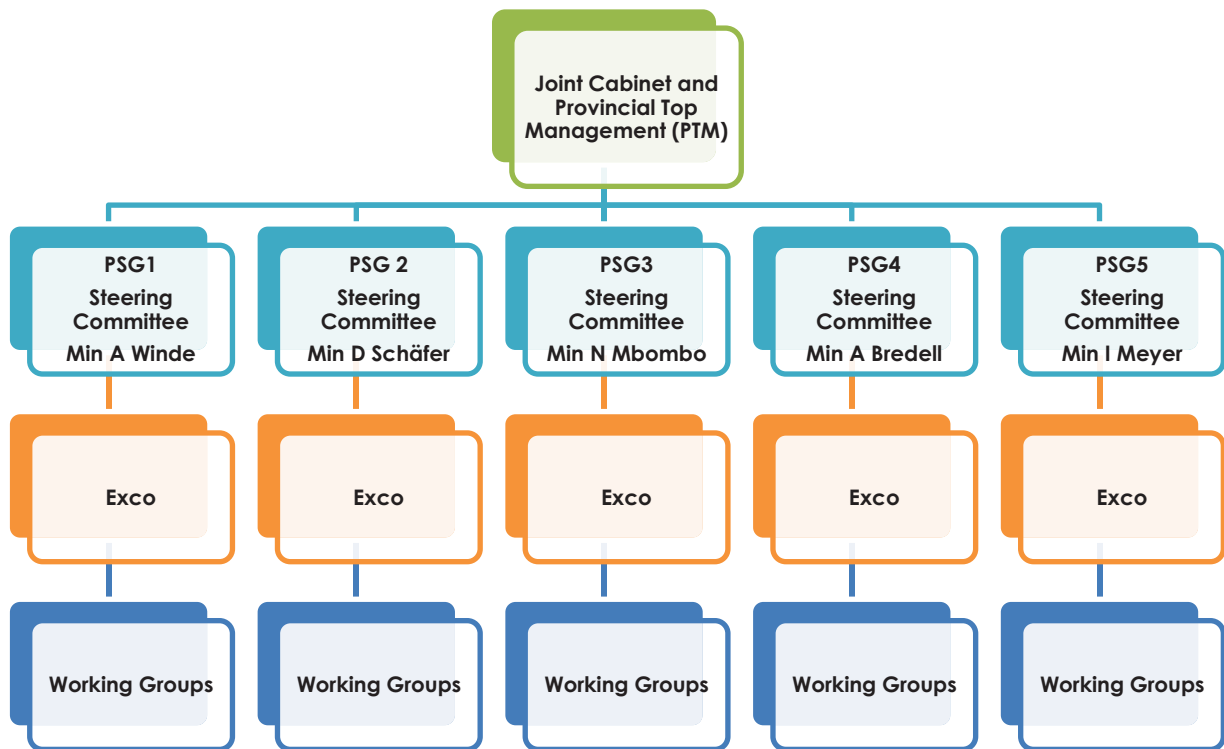 Joint Cabinet and
Provincial Top
Management (PTM)
PSG1
Steering
Committee
Min A Winde
PSG 2
Steering
Committee
Min D Schäfer
PSG3
Steering
Committee
Min N Mbombo
PSG4
Steering
Committee
Min A Bredell
PSG5
Steering
Committee
Min I Meyer
Exco
Exco
Exco
Exco
Exco
Working Groups
Working Groups
Working Groups
Working Groups
Working Groups